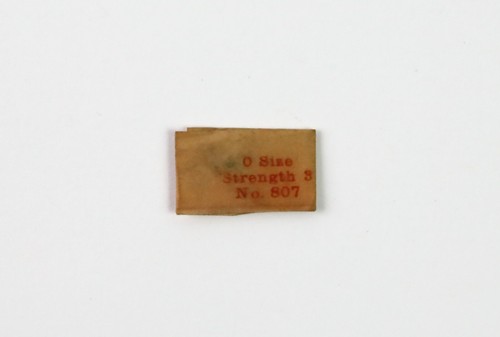 0 Size
Strength 3
No. 807